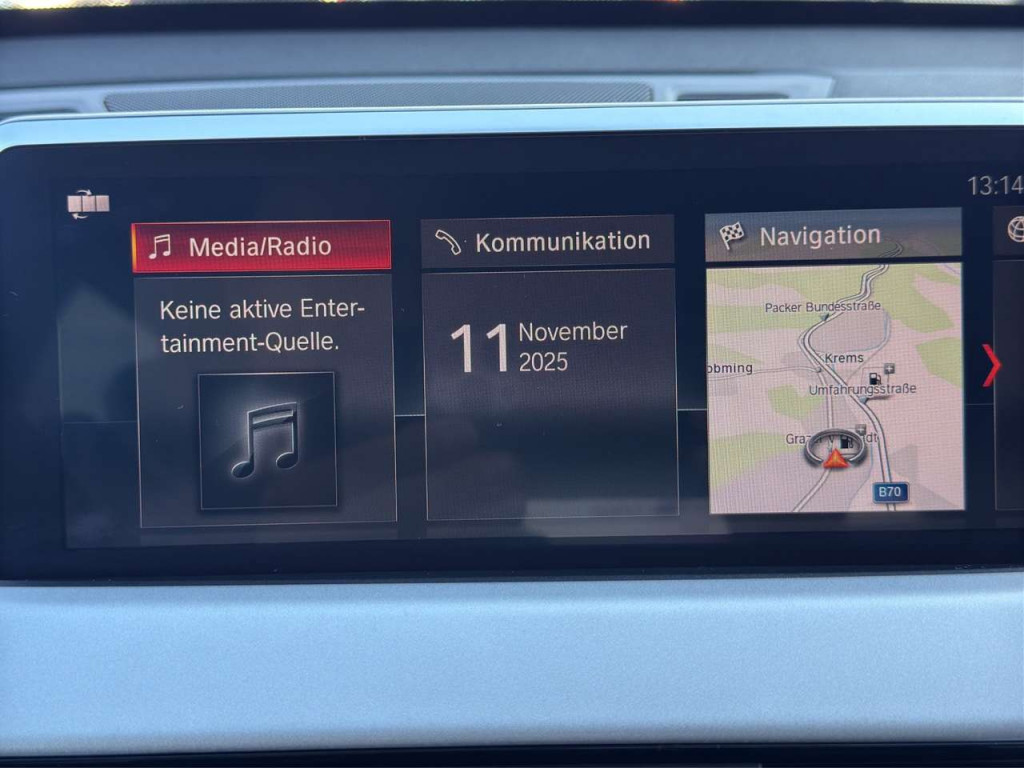 13:14
Media/Radio
Kommunikation
Navigation
Keine aktive Enter-
tainment-Quelle.
11
November
2025
Packer Bundesstraße
Krems
obming
Umfahrungsstraße
B70